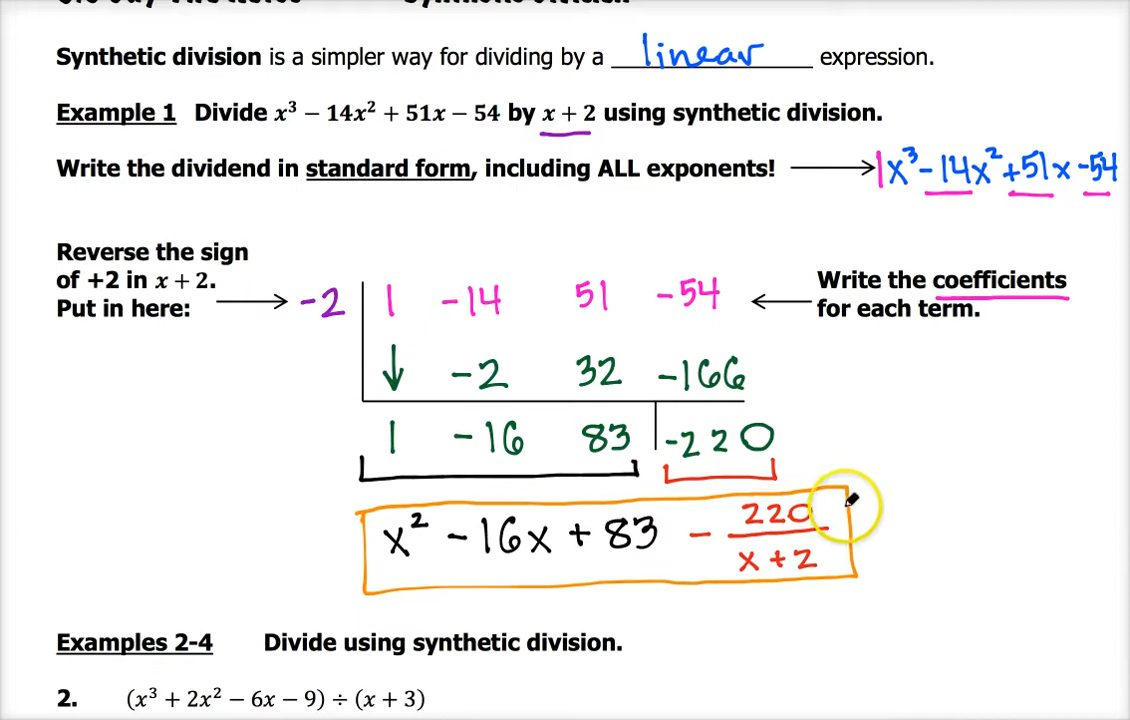 Synthetic division is a simpler way for dividing by a linear expression.
Example 1 Divide x³ − 14x² + 51x − 54 by x + 2 using synthetic division.
Write the dividend in standard form, including ALL exponents! 1x³ - 14x² + 51x - 54
Reverse the sign
of +2 in x + 2.
Put in here:
-2 1 -14 51 -54
Write the coefficients
for each term.
↓ -2 32 -166
1 -16 83 -220
x² - 16x + 83 - 220
x + 2
Examples 2-4 Divide using synthetic division.
2. (x³ + 2x² − 6x − 9) ÷ (x + 3)